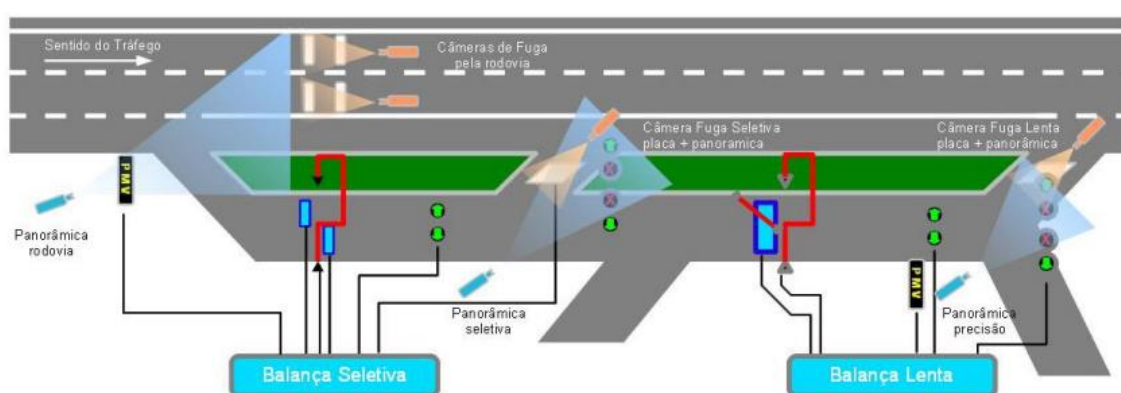 Sentido do Tráfego
Câmeras de Fuga
pela rodovia
Câmera Fuga Seletiva
placa + panoramica
Câmera Fuga Lenta
placa + panorâmica
PMV
Panorâmica
rodovia
Panorâmica
seletiva
PMV
Panorâmica
precisão
Balança Seletiva
Balança Lenta